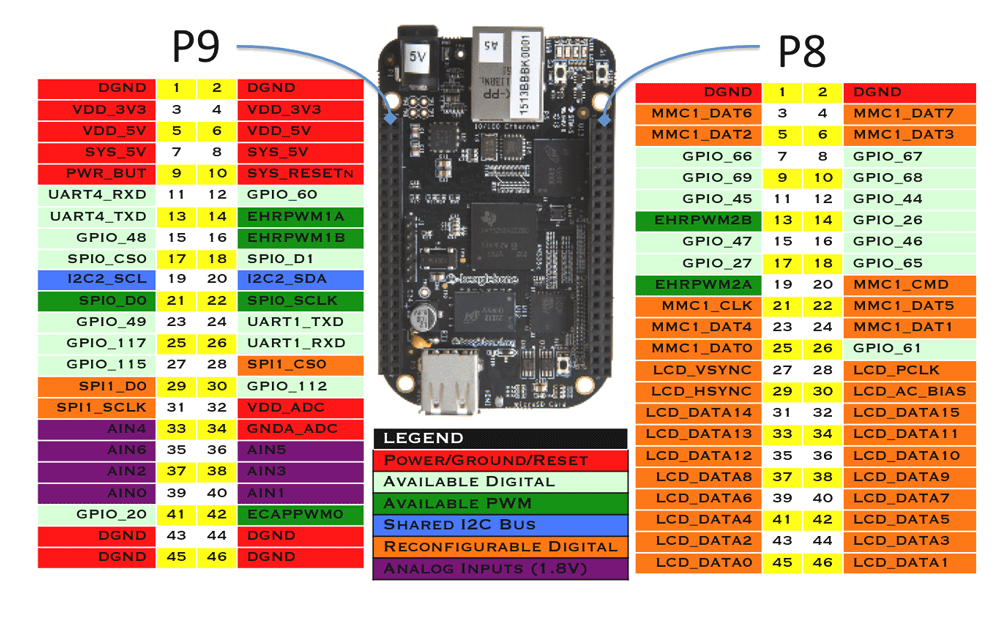 P9
P8
DGND 1 2 DGND
VDD_3V3 3 4 VDD_3V3
VDD_5V 5 6 VDD_5V
SYS_5V 7 8 SYS_5V
PWR_BUT 9 10 SYS_RESETN
UART4_RXD 11 12 GPIO_60
UART4_TXD 13 14 EHRPWM1A
GPIO_48 15 16 EHRPWM1B
SPI0_CS0 17 18 SPI0_D1
I2C2_SCL 19 20 I2C2_SDA
SPI0_D0 21 22 SPI0_SCLK
GPIO_49 23 24 UART1_TXD
GPIO_117 25 26 UART1_RXD
GPIO_115 27 28 SPI1_CS0
SPI1_D0 29 30 GPIO_112
SPI1_SCLK 31 32 VDD_ADC
AIN4 33 34 GNDA_ADC
AIN6 35 36 AIN5
AIN2 37 38 AIN3
AIN0 39 40 AIN1
GPIO_20 41 42 ECAPPWM0
DGND 43 44 DGND
DGND 45 46 DGND
5V
A5
1513BBBK0001
beaglebone
LEGEND
Power/Ground/Reset
Available Digital
Available PWM
Shared I2C Bus
Reconfigurable Digital
Analog Inputs (1.8V)
DGND 1 2 DGND
MMC1_DAT6 3 4 MMC1_DAT7
MMC1_DAT2 5 6 MMC1_DAT3
GPIO_66 7 8 GPIO_67
GPIO_69 9 10 GPIO_68
GPIO_45 11 12 GPIO_44
EHRPWM2B 13 14 GPIO_26
GPIO_47 15 16 GPIO_46
GPIO_27 17 18 GPIO_65
EHRPWM2A 19 20 MMC1_CMD
MMC1_CLK 21 22 MMC1_DAT5
MMC1_DAT4 23 24 MMC1_DAT1
MMC1_DAT0 25 26 GPIO_61
LCD_VSYNC 27 28 LCD_PCLK
LCD_HSYNC 29 30 LCD_AC_BIAS
LCD_DATA14 31 32 LCD_DATA15
LCD_DATA13 33 34 LCD_DATA11
LCD_DATA12 35 36 LCD_DATA10
LCD_DATA8 37 38 LCD_DATA9
LCD_DATA6 39 40 LCD_DATA7
LCD_DATA4 41 42 LCD_DATA5
LCD_DATA2 43 44 LCD_DATA3
LCD_DATA0 45 46 LCD_DATA1